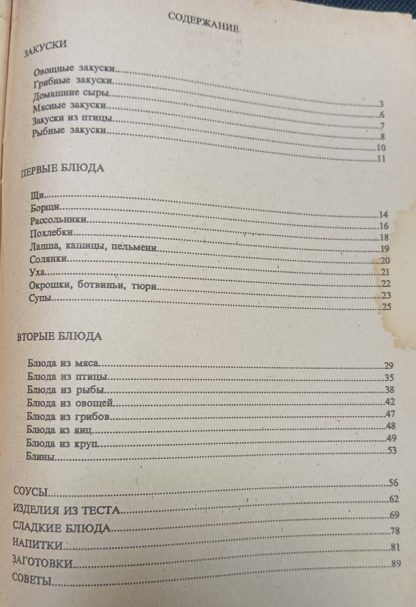 СОДЕРЖАНИЕ
ЗАКУСКИ
Овощные закуски...3
Грибные закуски...6
Домашние сыры...7
Мясные закуски...8
Закуски из птицы...10
Рыбные закуски...11
ПЕРВЫЕ БЛЮДА
Щи...14
Борщи...16
Рассольники...18
Похлебки...19
Лапша, кашицы, пельмени...20
Солянки...21
Уха...22
Окрошки, ботвиньи, тюри...23
Супы...25
ВТОРЫЕ БЛЮДА
Блюда из мяса...29
Блюда из птицы...35
Блюда из рыбы...38
Блюда из овощей...42
Блюда из грибов...47
Блюда из яиц...48
Блюда из круп...49
Блины...53
СОУСЫ...56
ИЗДЕЛИЯ ИЗ ТЕСТА...62
СЛАДКИЕ БЛЮДА...69
НАПИТКИ...78
ЗАГОТОВКИ...81
СОВЕТЫ...89